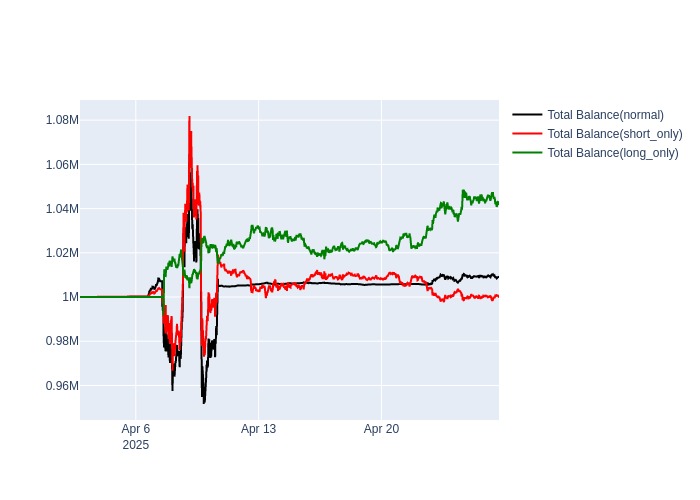 1.08M
1.06M
1.04M
1.02M
1M
0.98M
0.96M
Apr 6
2025
Apr 13
Apr 20
Total Balance(normal)
Total Balance(short_only)
Total Balance(long_only)